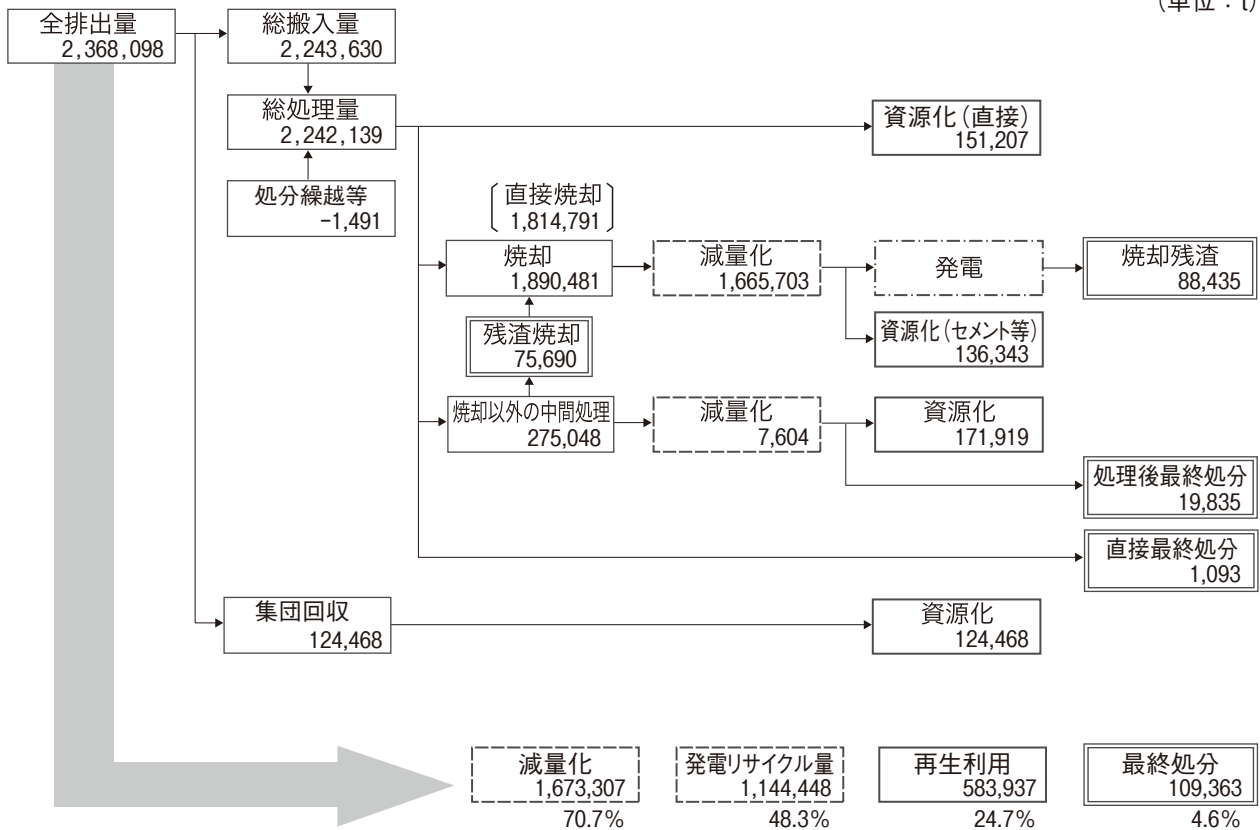 (単位：t)
全排出量
2,368,098
総搬入量
2,243,630
総処理量
2,242,139
処分繰越等
-1,491
資源化(直接)
151,207
〔直接焼却
1,814,791〕
焼却
1,890,481
減量化
1,665,703
発電
焼却残渣
88,435
資源化(セメント等)
136,343
残渣焼却
75,690
焼却以外の中間処理
275,048
減量化
7,604
資源化
171,919
処理後最終処分
19,835
直接最終処分
1,093
集団回収
124,468
資源化
124,468
減量化
1,673,307
70.7%
発電リサイクル量
1,144,448
48.3%
再生利用
583,937
24.7%
最終処分
109,363
4.6%